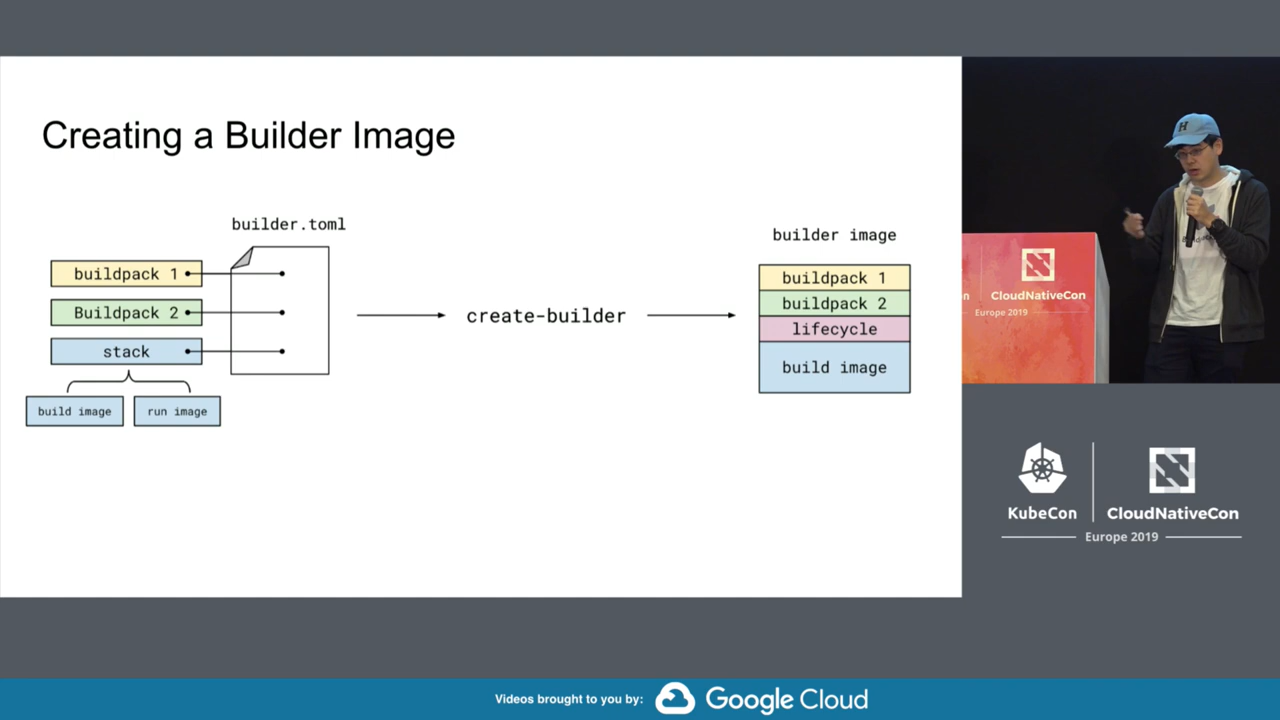 Creating a Builder Image
builder.toml
buildpack 1
Buildpack 2
stack
build image
run image
create-builder
builder image
buildpack 1
buildpack 2
lifecycle
build image
H
CloudNativeCon
Europe 2019
KubeCon
CloudNativeCon
Europe 2019
Videos brought to you by:
Google Cloud